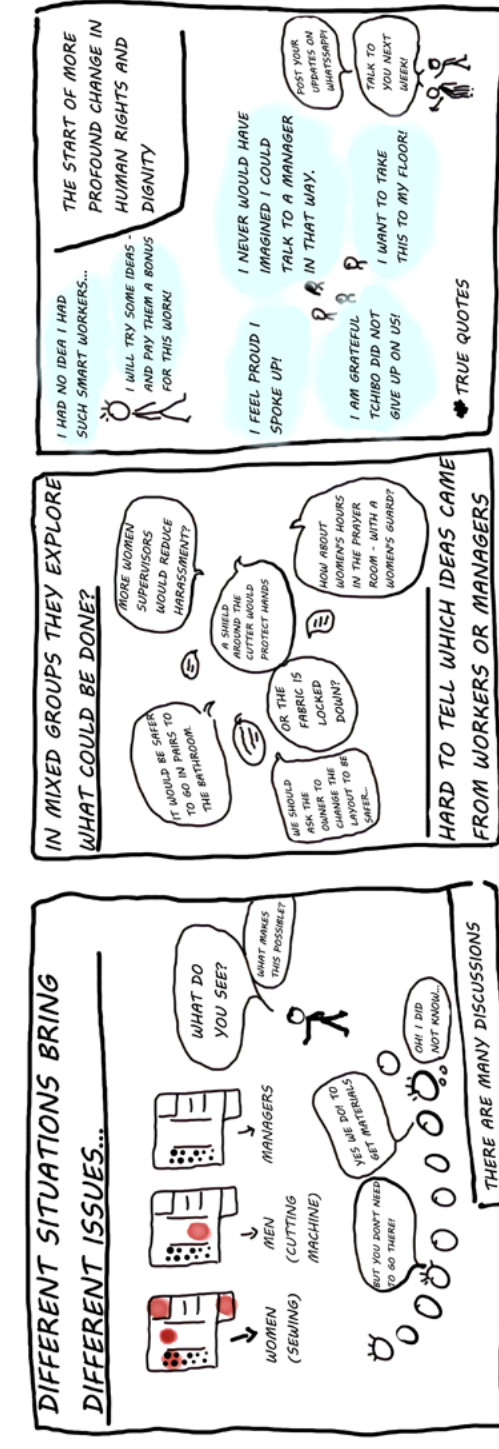 DIFFERENT SITUATIONS BRING
DIFFERENT ISSUES...
WOMEN
(SEWING)
MEN
(CUTTING
MACHINE)
MANAGERS
WHAT DO
YOU SEE?
WHAT MAKES
THIS POSSIBLE?
BUT YOU DON'T NEED
TO GO THERE!
YES WE DO! TO
GET MATERIALS
OH! I DID
NOT KNOW...
THERE ARE MANY DISCUSSIONS
IN MIXED GROUPS THEY EXPLORE
WHAT COULD BE DONE?
IT WOULD BE SAFER
TO GO IN PAIRS TO
THE BATHROOM.
MORE WOMEN
SUPERVISORS
WOULD REDUCE
HARASSMENT?
A SHIELD
AROUND THE
CUTTER WOULD
PROTECT HANDS
WE SHOULD
ASK THE
OWNER TO
CHANGE THE
LAYOUT TO BE
SAFER...
OR THE
FABRIC IS
LOCKED
DOWN?
HOW ABOUT
WOMEN'S HOURS
IN THE PRAYER
ROOM - WITH A
WOMEN'S GUARD?
HARD TO TELL WHICH IDEAS CAME
FROM WORKERS OR MANAGERS
THE START OF MORE
PROFOUND CHANGE IN
HUMAN RIGHTS AND
DIGNITY
I HAD NO IDEA I HAD
SUCH SMART WORKERS...
I WILL TRY SOME IDEAS -
AND PAY THEM A BONUS
FOR THIS WORK!
I FEEL PROUD I
SPOKE UP!
I NEVER WOULD HAVE
IMAGINED I COULD
TALK TO A MANAGER
IN THAT WAY.
I AM GRATEFUL
TCHIBO DID NOT
GIVE UP ON US!
I WANT TO TAKE
THIS TO MY FLOOR!
POST YOUR
UPDATES ON
WHATSSAPP!
TALK TO
YOU NEXT
WEEK!
TRUE QUOTES